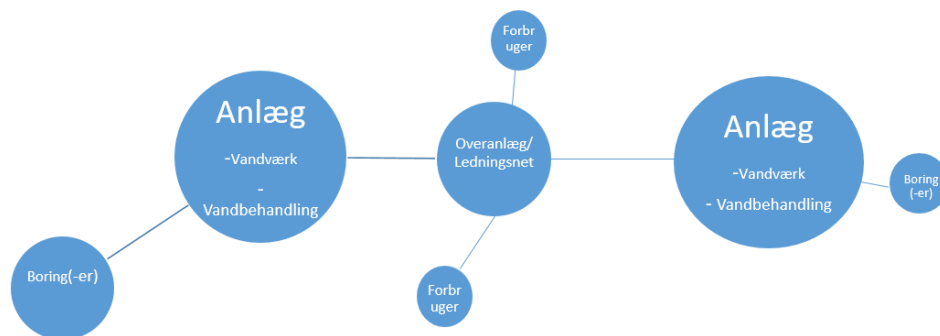 Forbr
uger
Anlæg
-Vandværk
-
Vandbehandling
Overanlæg/
Ledningsnet
Anlæg
-Vandværk
- Vandbehandling
Boring
(-er)
Boring(-er)
Forbr
uger